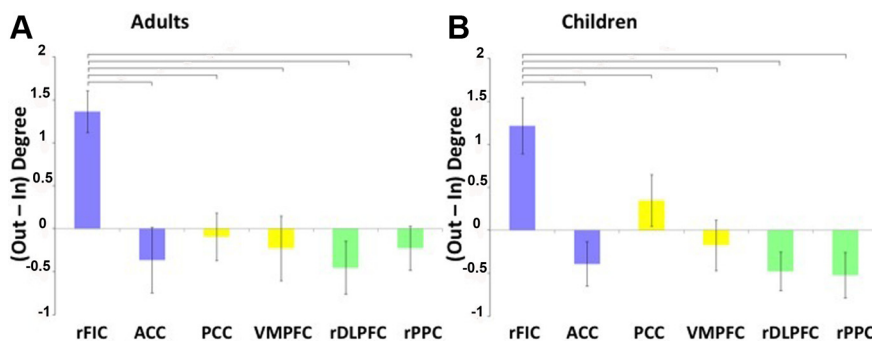 A
Adults
2
1.5
1
0.5
0
-0.5
-1
(Out – In) Degree
rFIC ACC PCC VMPFC rDLPFC rPPC
B
Children
2
1.5
1
0.5
0
-0.5
-1
(Out – In) Degree
rFIC ACC PCC VMPFC rDLPFC rPPC